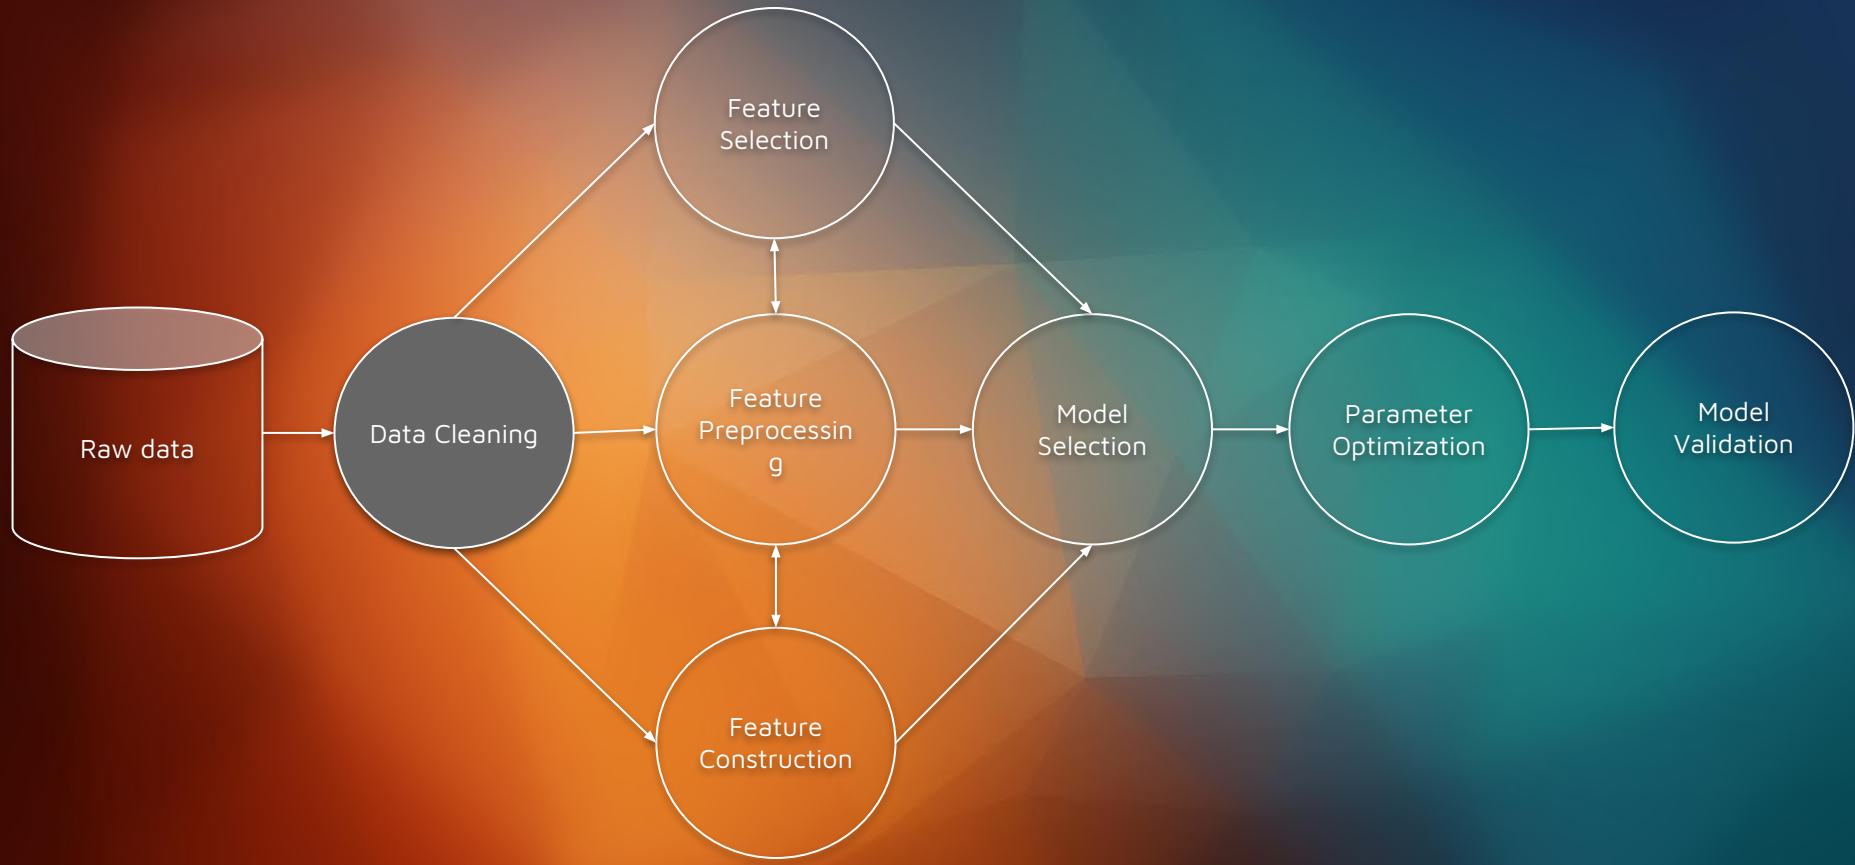 Raw data
Data Cleaning
Feature
Selection
Feature
Preprocessin
g
Feature
Construction
Model
Selection
Parameter
Optimization
Model
Validation